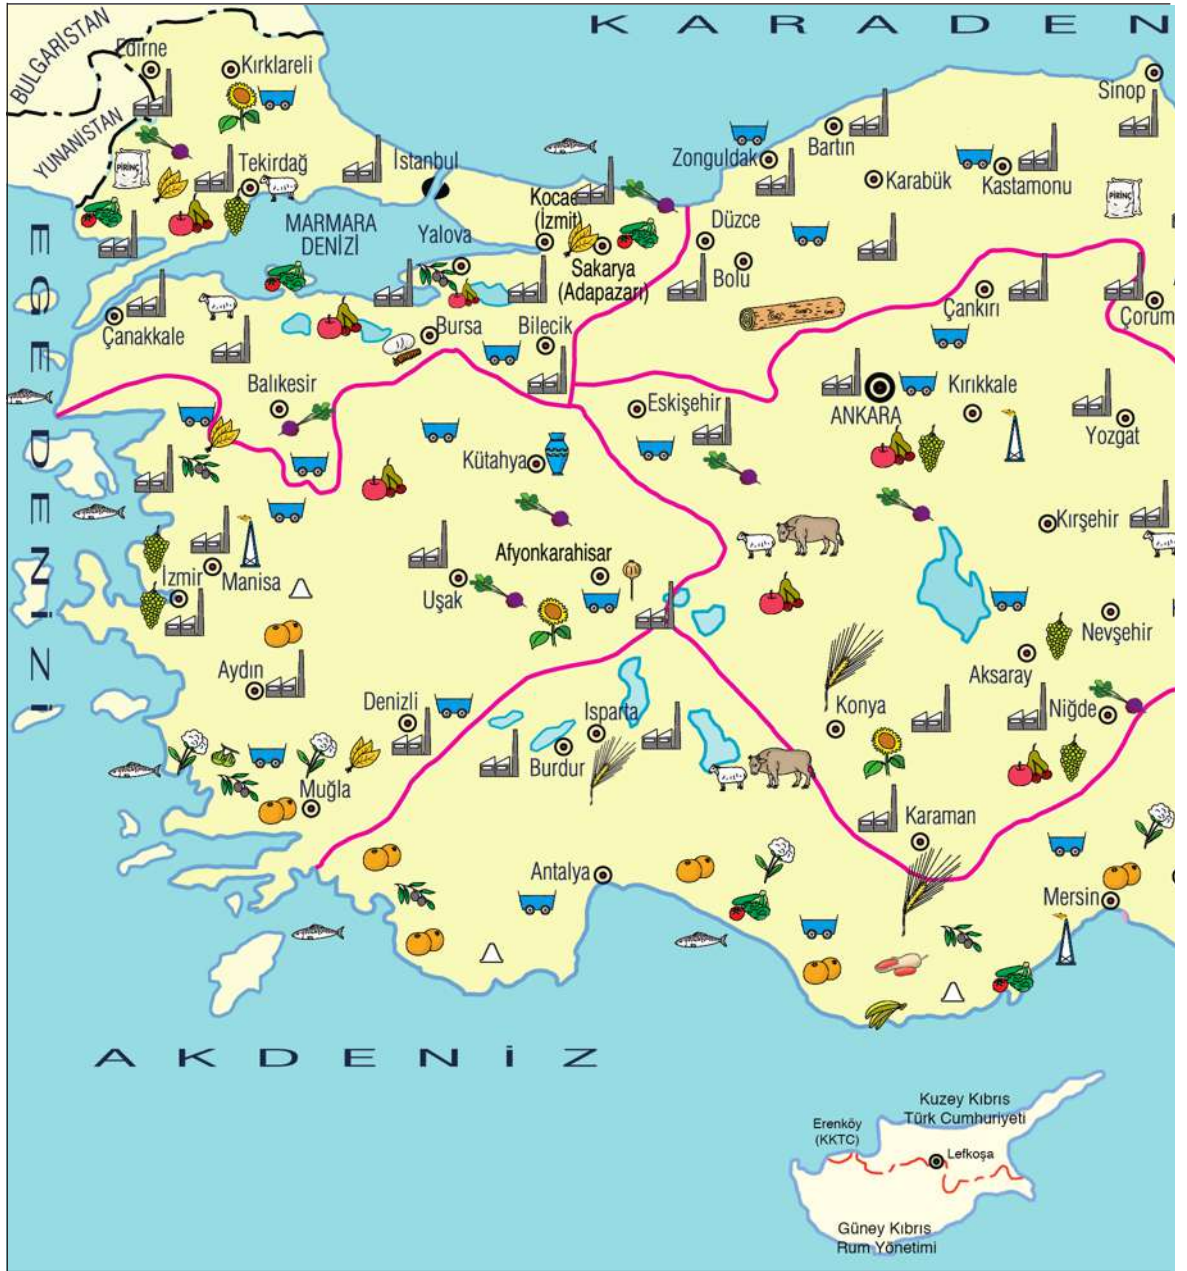 KARADEN
BULGARİSTAN
Edirne
Kırklareli
Sinop
YUNANİSTAN
PİRİNÇ
Tekirdağ
İstanbul
Zonguldak
Bartın
Karabük
Kastamonu
PİRİNÇ
Kocae
(İzmit)
MARMARA
DENİZİ
Yalova
Düzce
Sakarya
(Adapazarı)
Bolu
Çankırı
Çorum
Çanakkale
Bursa
Bilecik
EGE DENİZİNİ
Balıkesir
Eskişehir
ANKARA
Kırıkkale
Yozgat
Kütahya
Kırşehir
İzmir
Manisa
Uşak
Afyonkarahisar
Nevşehir
Aksaray
Aydın
Denizli
Isparta
Konya
Niğde
Burdur
Muğla
Karaman
Antalya
Mersin
AKDENİZ
Kuzey Kıbrıs
Türk Cumhuriyeti
Erenköy
(KKTC)
Lefkoşa
Güney Kıbrıs
Rum Yönetimi